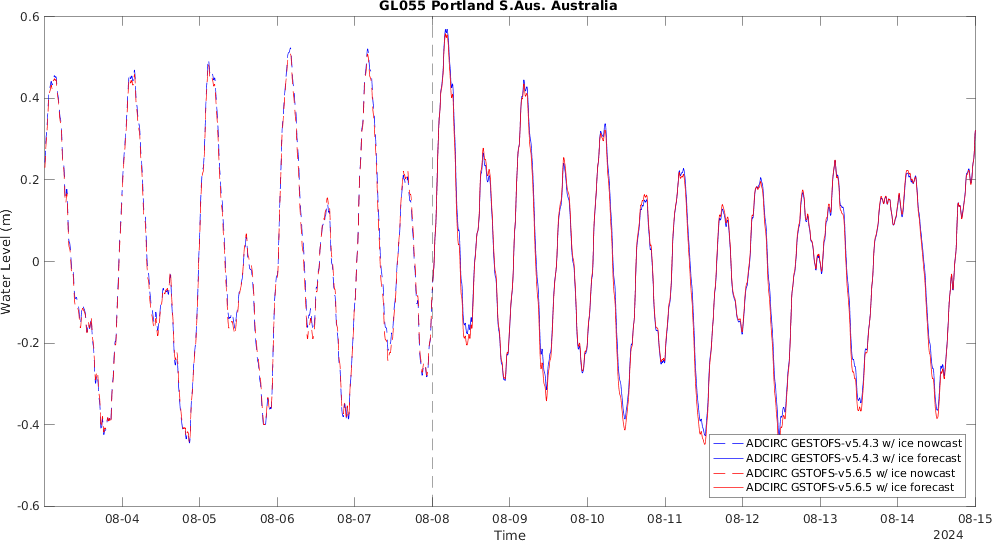 GL055 Portland S.Aus. Australia
Water Level (m)
0.6
0.4
0.2
0
-0.2
-0.4
-0.6
ADCIRC GESTOFS-v5.4.3 w/ ice nowcast
ADCIRC GESTOFS-v5.4.3 w/ ice forecast
ADCIRC GSTOFS-v5.6.5 w/ ice nowcast
ADCIRC GSTOFS-v5.6.5 w/ ice forecast
08-04 08-05 08-06 08-07 08-08 08-09 08-10 08-11 08-12 08-13 08-14 08-15
Time
2024